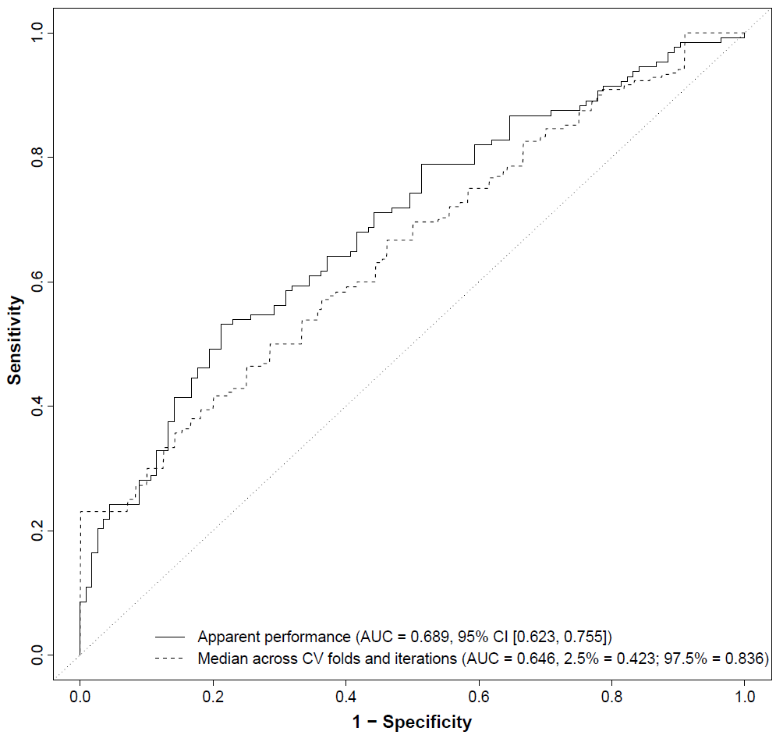 1.0
0.8
0.6
0.4
0.2
0.0
Sensitivity
Apparent performance (AUC = 0.689, 95% CI [0.623, 0.755])
Median across CV folds and iterations (AUC = 0.646, 2.5% = 0.423; 97.5% = 0.836)
0.0 0.2 0.4 0.6 0.8 1.0
1 − Specificity